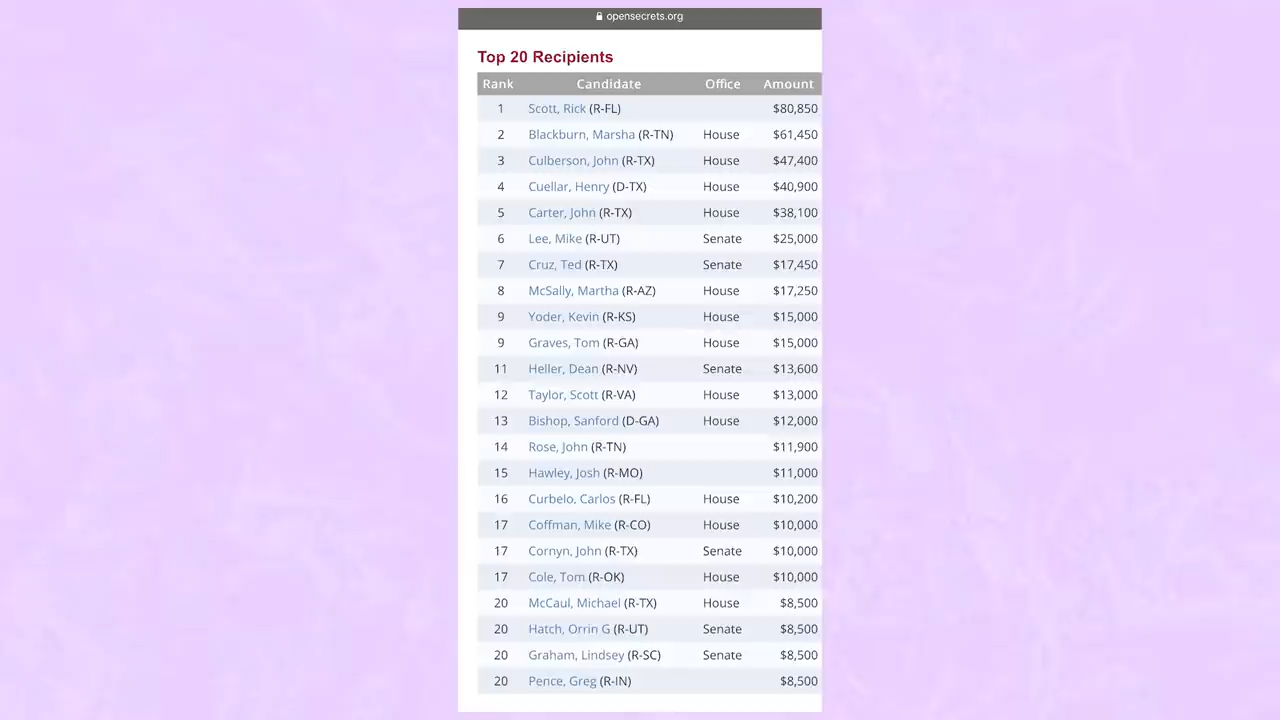 opensecrets.org
Top 20 Recipients
Rank Candidate Office Amount
1 Scott, Rick (R-FL) $80,850
2 Blackburn, Marsha (R-TN) House $61,450
3 Culberson, John (R-TX) House $47,400
4 Cuellar, Henry (D-TX) House $40,900
5 Carter, John (R-TX) House $38,100
6 Lee, Mike (R-UT) Senate $25,000
7 Cruz, Ted (R-TX) Senate $17,450
8 McSally, Martha (R-AZ) House $17,250
9 Yoder, Kevin (R-KS) House $15,000
9 Graves, Tom (R-GA) House $15,000
11 Heller, Dean (R-NV) Senate $13,600
12 Taylor, Scott (R-VA) House $13,000
13 Bishop, Sanford (D-GA) House $12,000
14 Rose, John (R-TN) $11,900
15 Hawley, Josh (R-MO) $11,000
16 Curbelo, Carlos (R-FL) House $10,200
17 Coffman, Mike (R-CO) House $10,000
17 Cornyn, John (R-TX) Senate $10,000
17 Cole, Tom (R-OK) House $10,000
20 McCaul, Michael (R-TX) House $8,500
20 Hatch, Orrin G (R-UT) Senate $8,500
20 Graham, Lindsey (R-SC) Senate $8,500
20 Pence, Greg (R-IN) $8,500